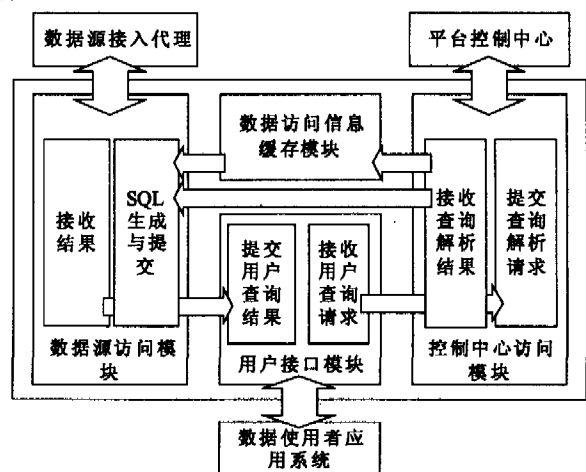 数据源接入代理
平台控制中心
数据访问信息
缓存模块
接收
结果
SQL
生成
与提
交
接收
查询
解析
结果
提交
查询
解析
请求
提交
用户
查询
结果
接收
用户
查询
请求
数据源访问模
块
用户接口模块
控制中心访问
模块
数据使用者应
用系统